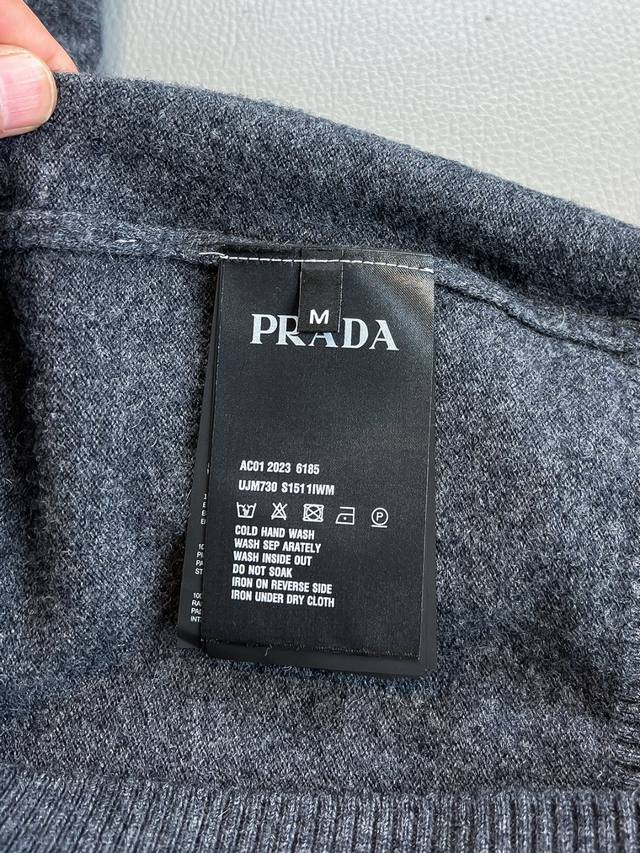 M
PRADA
AC01 2023 6185
UJM730 S1511IWM
COLD HAND WASH
WASH SEP ARATELY
WASH INSIDE OUT
DO NOT SOAK
IRON ON REVERSE SIDE
IRON UNDER DRY CLOTH